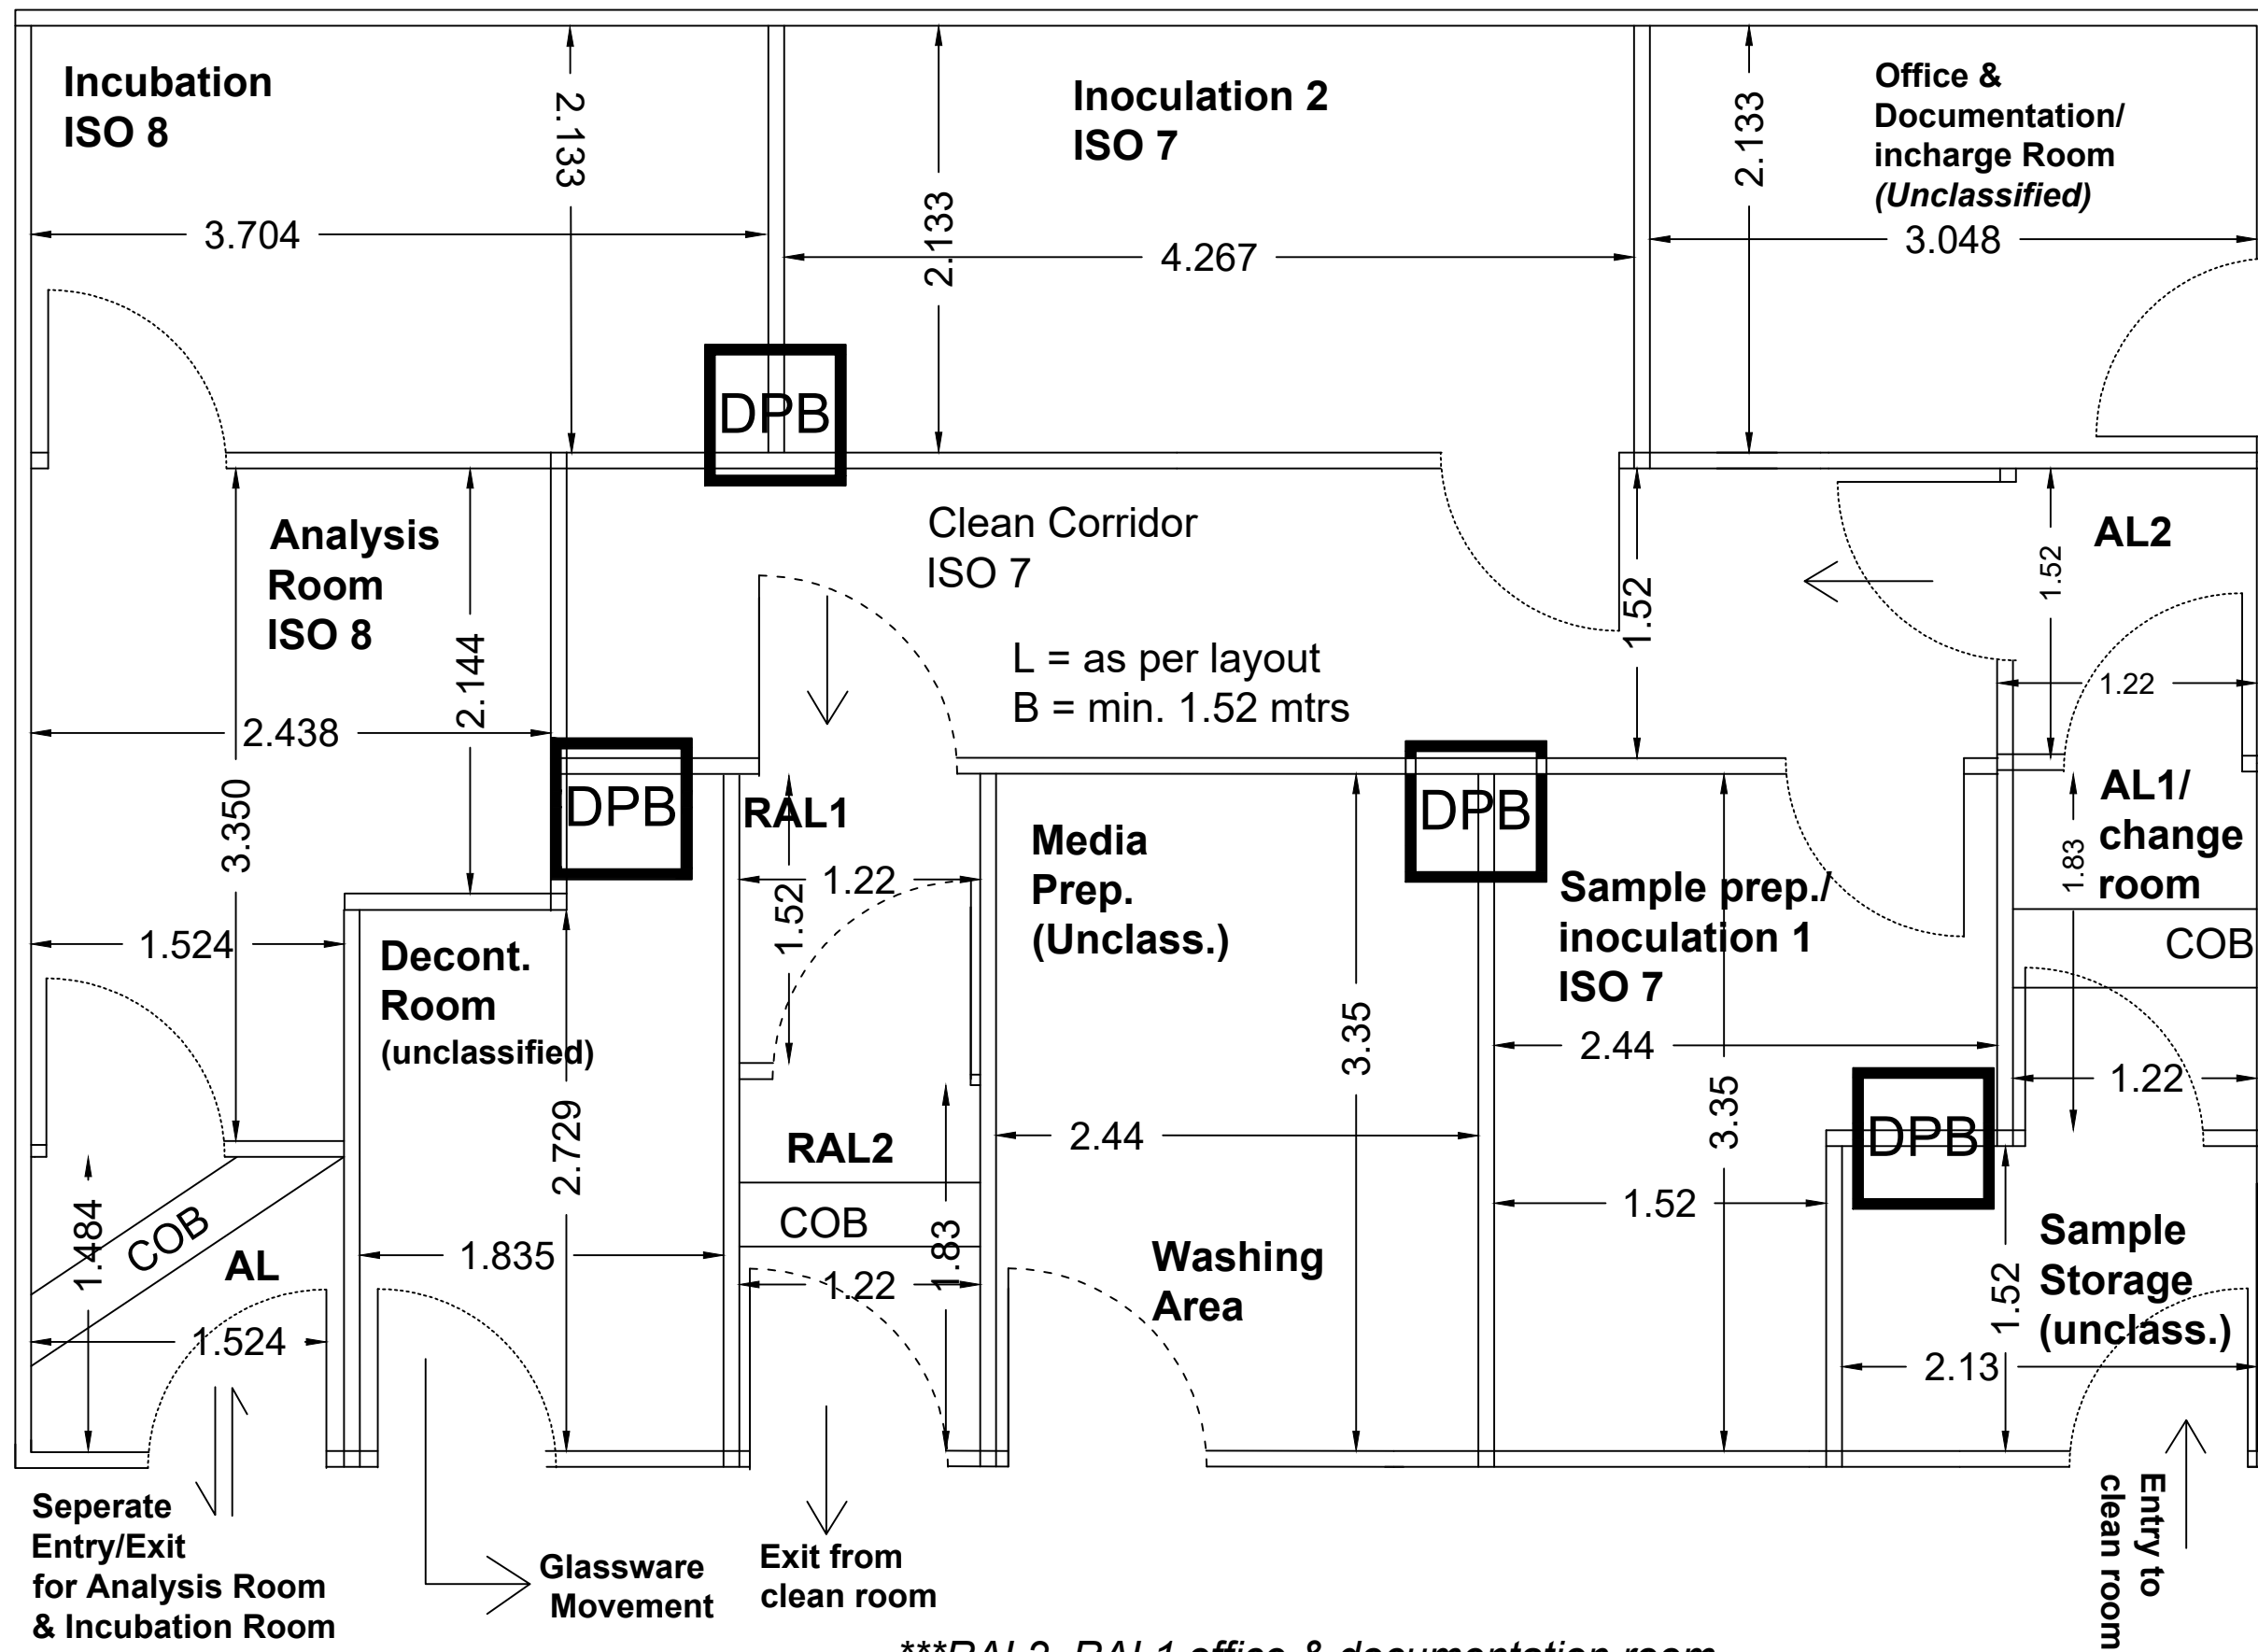 Incubation
ISO 8
2.133
3.704
Inoculation 2
ISO 7
2.133
4.267
Office &
Documentation/
incharge Room
(Unclassified)
2.133
3.048
DPB
Analysis
Room
ISO 8
2.144
2.438
3.350
1.524
Clean Corridor
ISO 7
L = as per layout
B = min. 1.52 mtrs
1.52
AL2
1.52
1.22
DPB
RAL1
1.22
1.52
Decont.
Room
(unclassified)
2.729
1.835
Media
Prep.
(Unclass.)
3.35
2.44
DPB
Sample prep./
inoculation 1
ISO 7
2.44
3.35
1.52
AL1/
change
room
1.83
COB
1.22
DPB
RAL2
COB
1.83
1.22
Washing
Area
1.484
COB
AL
1.524
Sample
Storage
(unclass.)
1.52
2.13
Seperate
Entry/Exit
for Analysis Room
& Incubation Room
Glassware
Movement
Exit from
clean room
Entry to
clean room
***RAL2, RAL1 office & documentation room